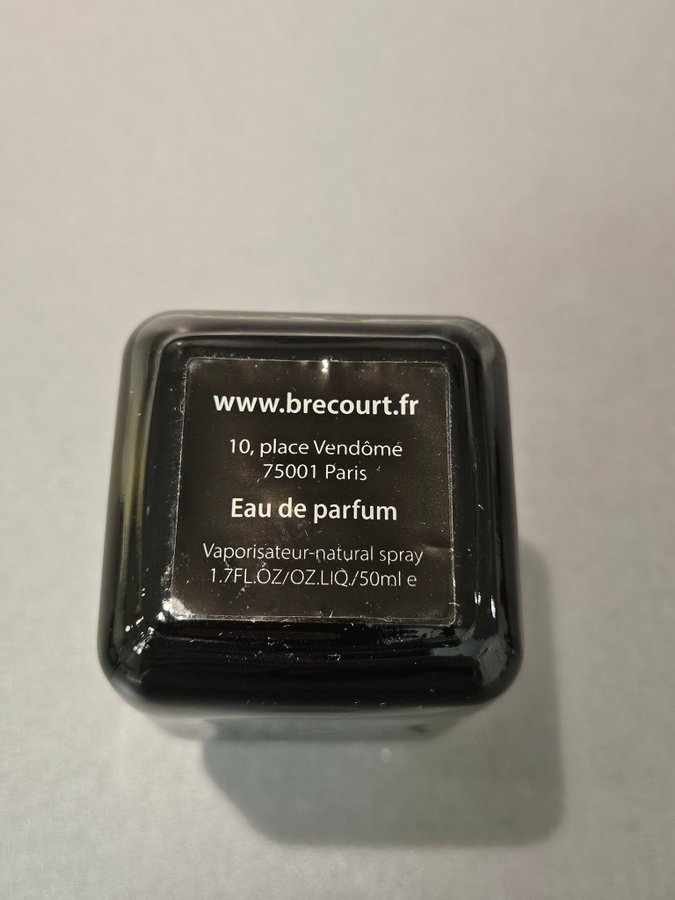 www.brecourt.fr
10, place Vendôme
75001 Paris
Eau de parfum
Vaporisateur-natural spray
1.7FL.OZ/OZ.LIQ./50ml e